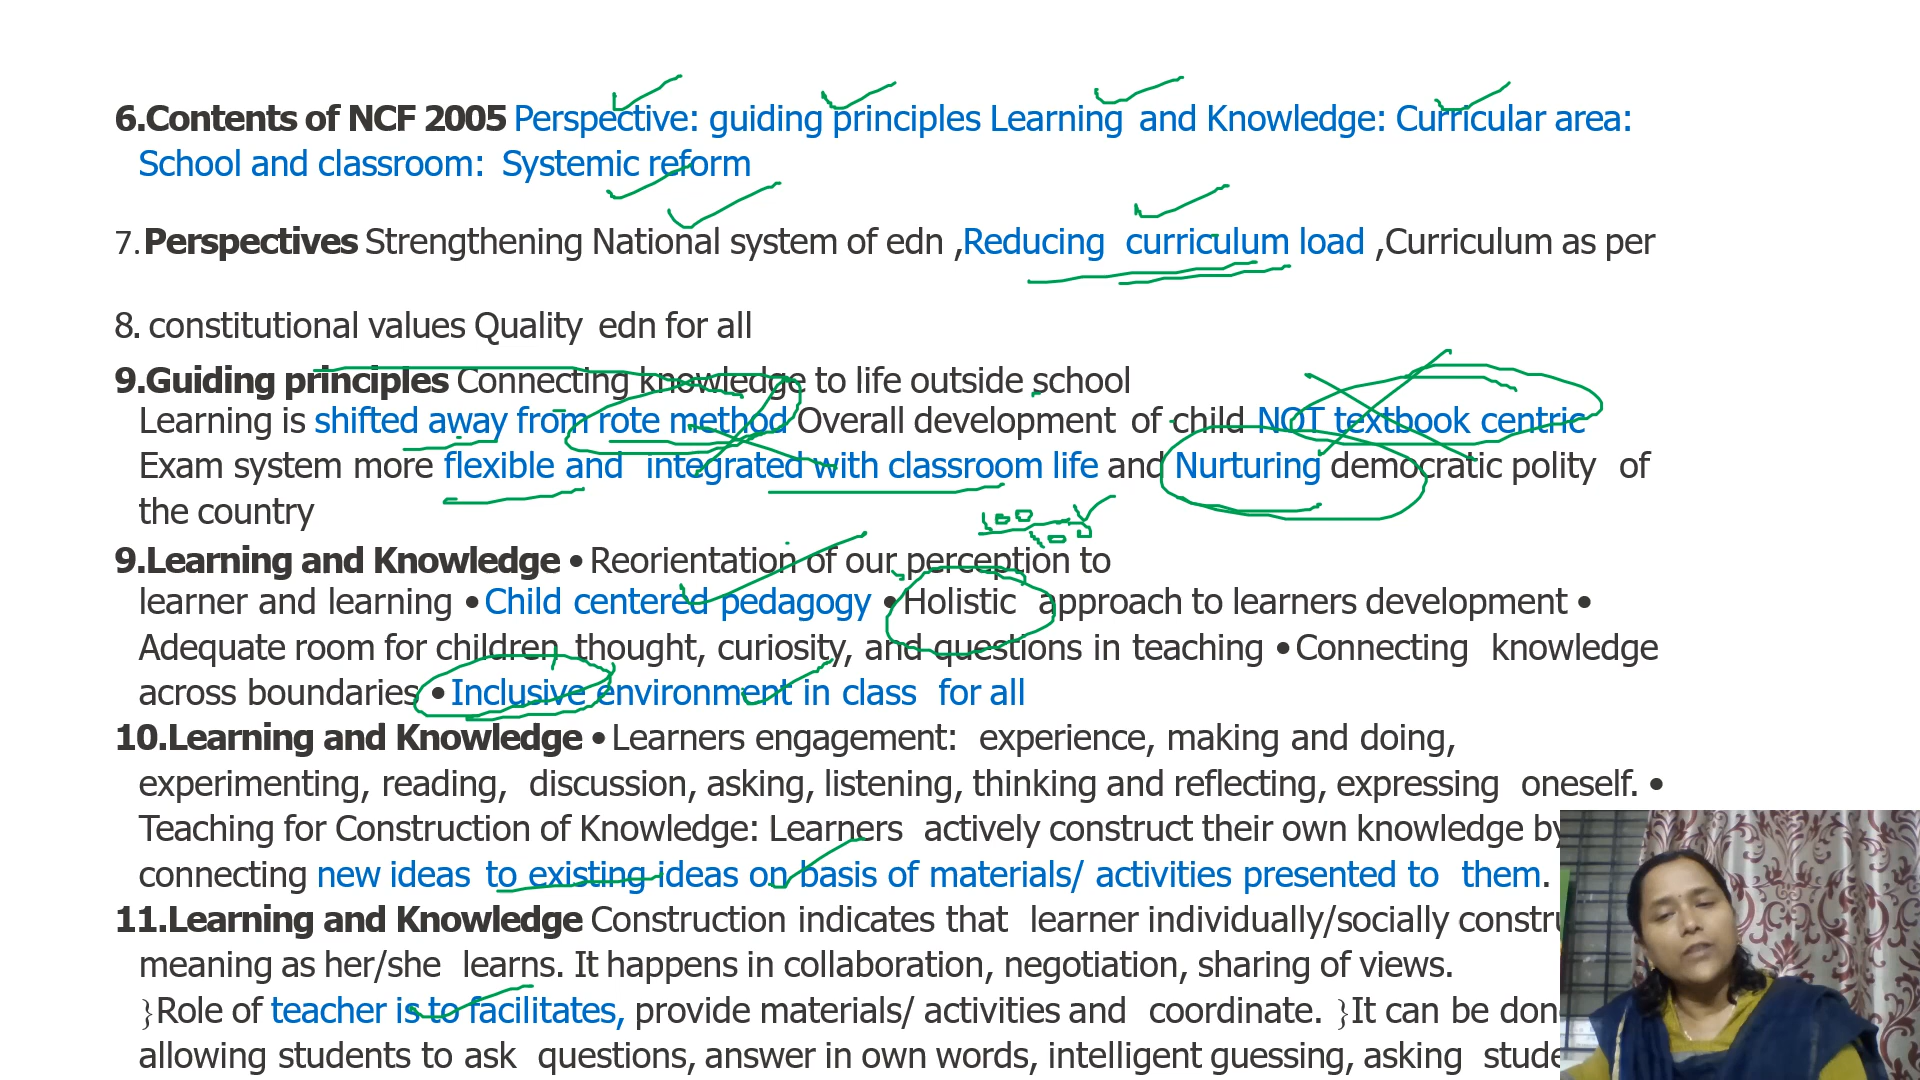 6.Contents of NCF 2005 Perspective: guiding principles Learning and Knowledge: Curricular area:
School and classroom: Systemic reform
7.Perspectives Strengthening National system of edn ,Reducing curriculum load ,Curriculum as per
8. constitutional values Quality edn for all
9.Guiding principles Connecting knowledge to life outside school
Learning is shifted away from rote method Overall development of child NOT textbook centric
Exam system more flexible and integrated with classroom life and Nurturing democratic polity of
the country
9.Learning and Knowledge • Reorientation of our perception to
learner and learning • Child centered pedagogy • Holistic approach to learners development •
Adequate room for children thought, curiosity, and questions in teaching • Connecting knowledge
across boundaries • Inclusive environment in class for all
10.Learning and Knowledge • Learners engagement: experience, making and doing,
experimenting, reading, discussion, asking, listening, thinking and reflecting, expressing oneself. •
Teaching for Construction of Knowledge: Learners actively construct their own knowledge by
connecting new ideas to existing ideas on basis of materials/ activities presented to them.
11.Learning and Knowledge Construction indicates that learner individually/socially constru
meaning as her/she learns. It happens in collaboration, negotiation, sharing of views.
}Role of teacher is to facilitates, provide materials/ activities and coordinate. }It can be don
allowing students to ask questions, answer in own words, intelligent guessing, asking stude